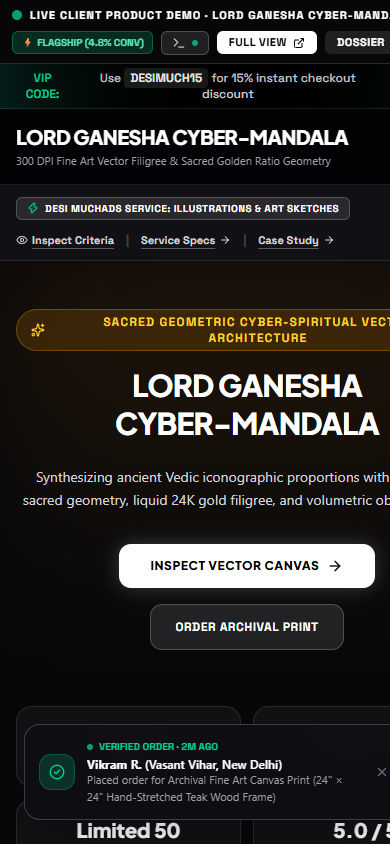 LIVE CLIENT PRODUCT DEMO · LORD GANESHA CYBER-MAND
FLAGSHIP (4.8% CONV)
FULL VIEW
DOSSIER
VIP CODE:
Use DESIMUCH15 for 15% instant checkout
discount
LORD GANESHA CYBER-MANDALA
300 DPI Fine Art Vector Filigree & Sacred Golden Ratio Geometry
DESI MUCHADS SERVICE: ILLUSTRATIONS & ART SKETCHES
Inspect Criteria | Service Specs → | Case Study →
SACRED GEOMETRIC CYBER-SPIRITUAL VECT
ARCHITECTURE
LORD GANESHA
CYBER-MANDALA
Synthesizing ancient Vedic iconographic proportions with
sacred geometry, liquid 24K gold filigree, and volumetric ob
INSPECT VECTOR CANVAS →
ORDER ARCHIVAL PRINT
VERIFIED ORDER · 2M AGO
Vikram R. (Vasant Vihar, New Delhi)
Placed order for Archival Fine Art Canvas Print (24" ×
24" Hand-Stretched Teak Wood Frame)
Limited 50
5.0 / 5